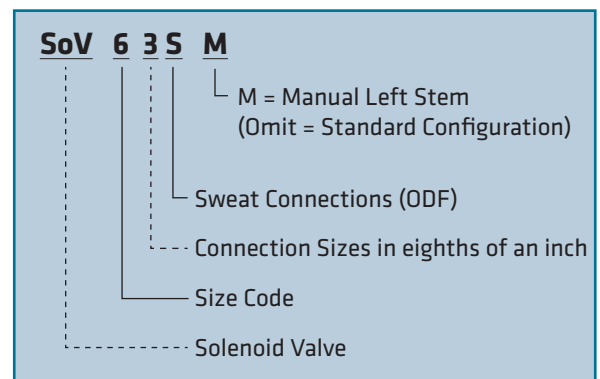 SoV 6 3 S M
M = Manual Left Stem
(Omit = Standard Configuration)
Sweat Connections (ODF)
Connection Sizes in eighths of an inch
Size Code
Solenoid Valve